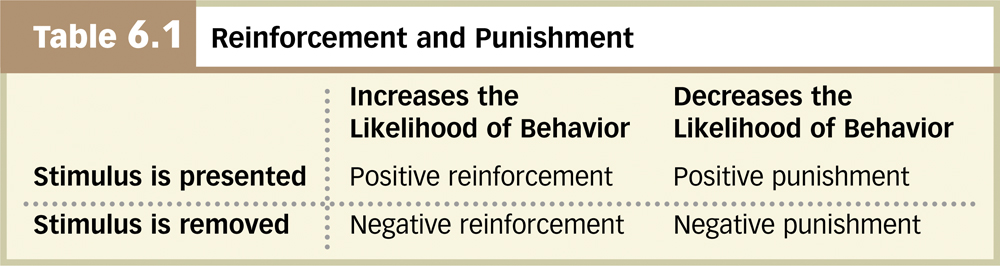 Table 6.1 Reinforcement and Punishment
Increases the Decreases the
Likelihood of Behavior Likelihood of Behavior
Stimulus is presented Positive reinforcement Positive punishment
Stimulus is removed Negative reinforcement Negative punishment